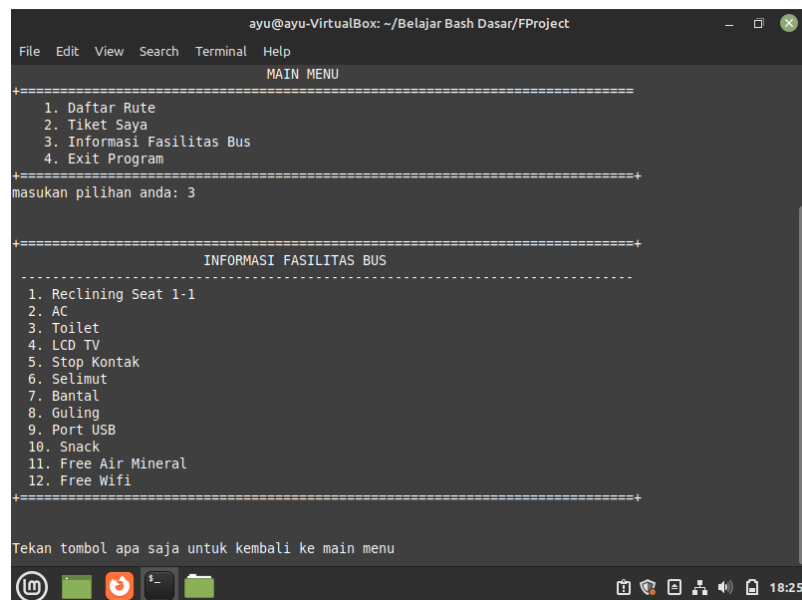 ayu@ayu-VirtualBox: ~/Belajar Bash Dasar/FProject
File Edit View Search Terminal Help
MAIN MENU
+=============================================================================
1. Daftar Rute
2. Tiket Saya
3. Informasi Fasilitas Bus
4. Exit Program
+=============================================================================+
masukan pilihan anda: 3
+=============================================================================+
INFORMASI FASILITAS BUS
-----------------------------------------------------------------------------
1. Reclining Seat 1-1
2. AC
3. Toilet
4. LCD TV
5. Stop Kontak
6. Selimut
7. Bantal
8. Guling
9. Port USB
10. Snack
11. Free Air Mineral
12. Free Wifi
+=============================================================================+
Tekan tombol apa saja untuk kembali ke main menu
18:25